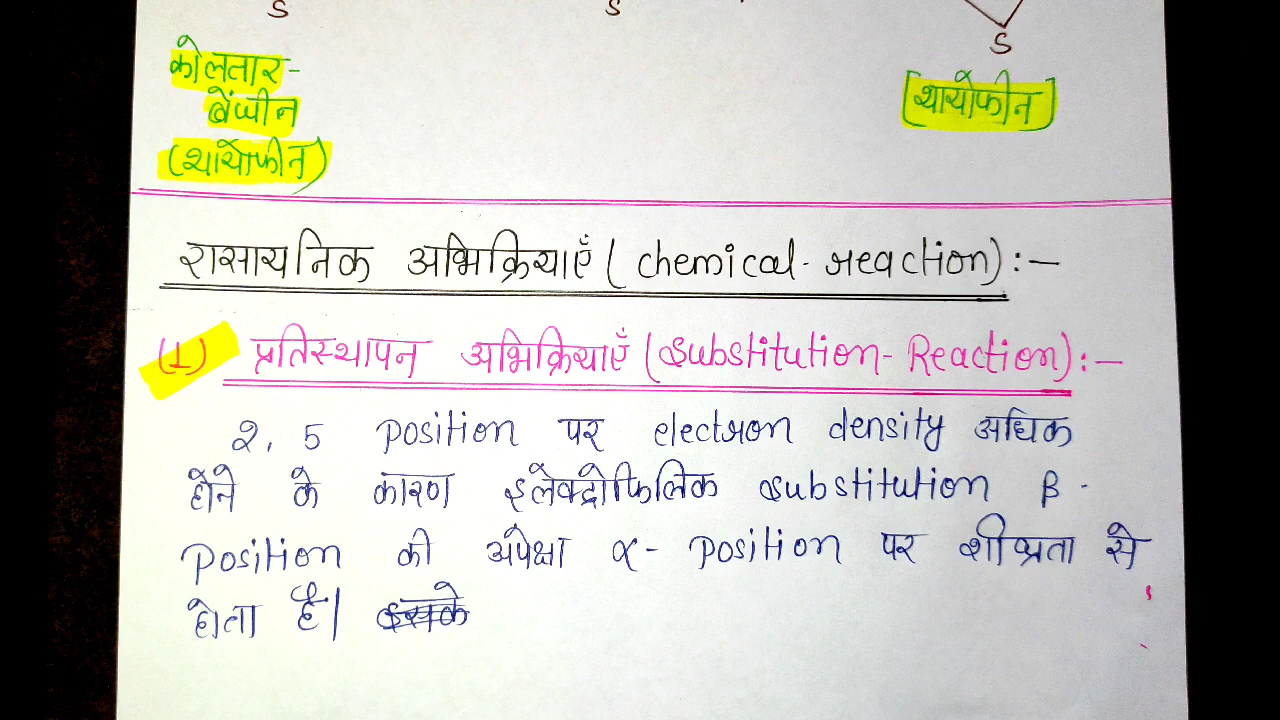 S
S
S
कोलतार-
बेंजीन
(थायोफीन)
[थायोफीन]
रासायनिक अभिक्रियाएँ (chemical-reaction):-
(1) प्रतिस्थापन अभिक्रियाएँ (substitution-Reaction):-
2, 5 position पर electron density अधिक
होने के कारण इलेक्ट्रोफिलिक substitution β-
position की अपेक्षा α-position पर शीघ्रता से
होता है। इसके